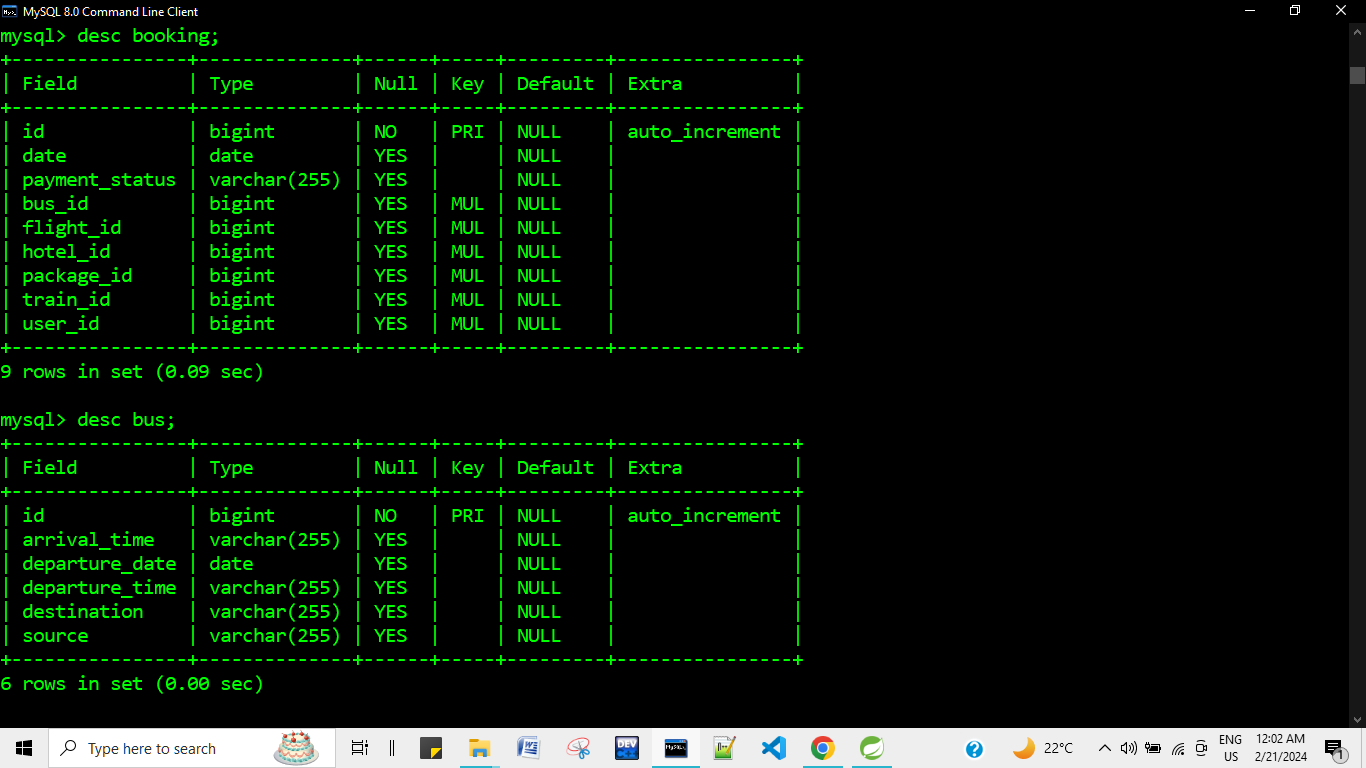 MySQL 8.0 Command Line Client
mysql> desc booking;
+----------------+--------------+------+-----+---------+----------------+
| Field          | Type         | Null | Key | Default | Extra          |
+----------------+--------------+------+-----+---------+----------------+
| id             | bigint       | NO   | PRI | NULL    | auto_increment |
| date           | date         | YES  |     | NULL    |                |
| payment_status | varchar(255) | YES  |     | NULL    |                |
| bus_id         | bigint       | YES  | MUL | NULL    |                |
| flight_id      | bigint       | YES  | MUL | NULL    |                |
| hotel_id       | bigint       | YES  | MUL | NULL    |                |
| package_id     | bigint       | YES  | MUL | NULL    |                |
| train_id       | bigint       | YES  | MUL | NULL    |                |
| user_id        | bigint       | YES  | MUL | NULL    |                |
+----------------+--------------+------+-----+---------+----------------+
9 rows in set (0.09 sec)
mysql> desc bus;
+----------------+--------------+------+-----+---------+----------------+
| Field          | Type         | Null | Key | Default | Extra          |
+----------------+--------------+------+-----+---------+----------------+
| id             | bigint       | NO   | PRI | NULL    | auto_increment |
| arrival_time   | varchar(255) | YES  |     | NULL    |                |
| departure_date | date         | YES  |     | NULL    |                |
| departure_time | varchar(255) | YES  |     | NULL    |                |
| destination    | varchar(255) | YES  |     | NULL    |                |
| source         | varchar(255) | YES  |     | NULL    |                |
+----------------+--------------+------+-----+---------+----------------+
6 rows in set (0.00 sec)
Type here to search
DEV
C++
22°C
ENG
US
12:02 AM
2/21/2024
1